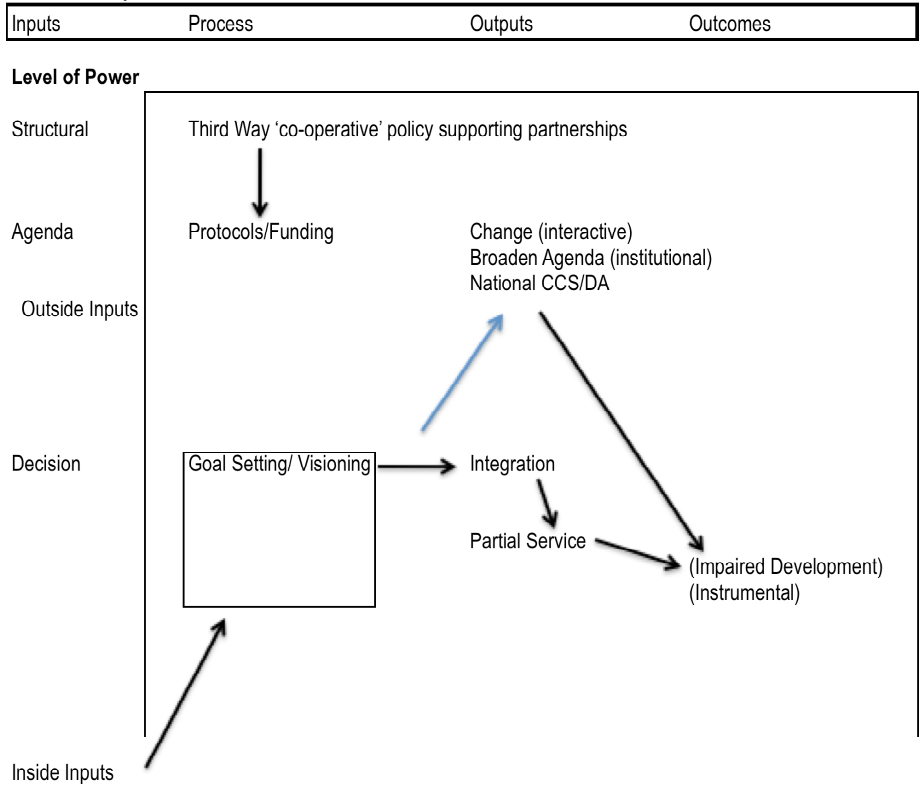 Inputs Process Outputs Outcomes
Level of Power
Structural Third Way ‘co-operative’ policy supporting partnerships
Agenda Protocols/Funding Change (interactive)
Broaden Agenda (institutional)
National CCS/DA
Outside Inputs
Decision Goal Setting/ Visioning Integration
Partial Service
(Impaired Development)
(Instrumental)
Inside Inputs